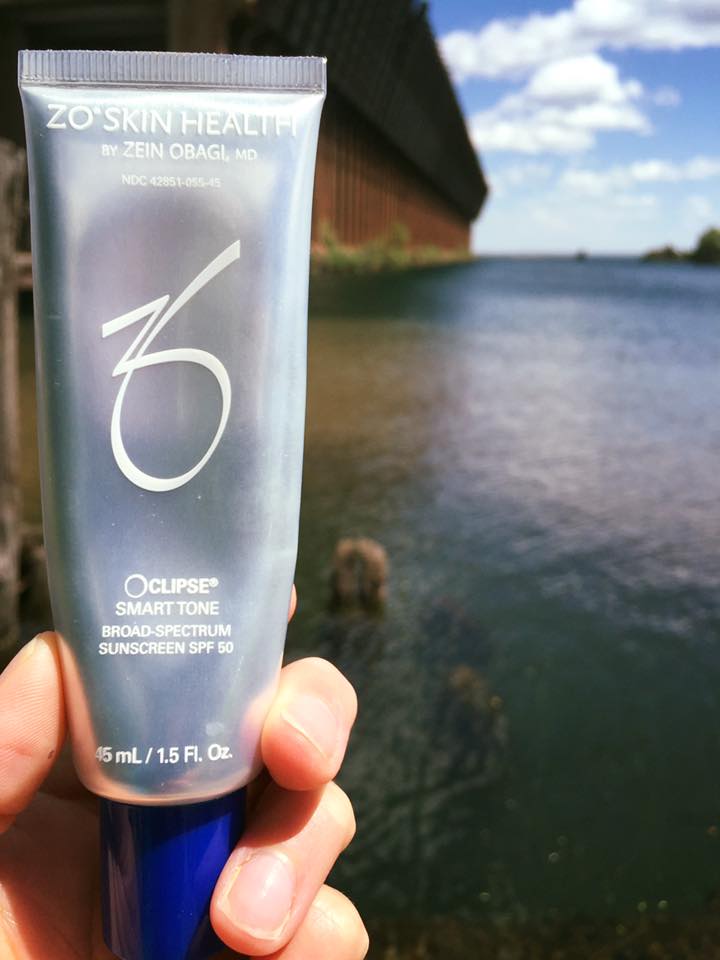 ZO® SKIN HEALTH
BY ZEIN OBAGI, MD
NDC 42851-055-45
ZO
OCLIPSE®
SMART TONE
BROAD-SPECTRUM
SUNSCREEN SPF 50
45 mL / 1.5 Fl. Oz.